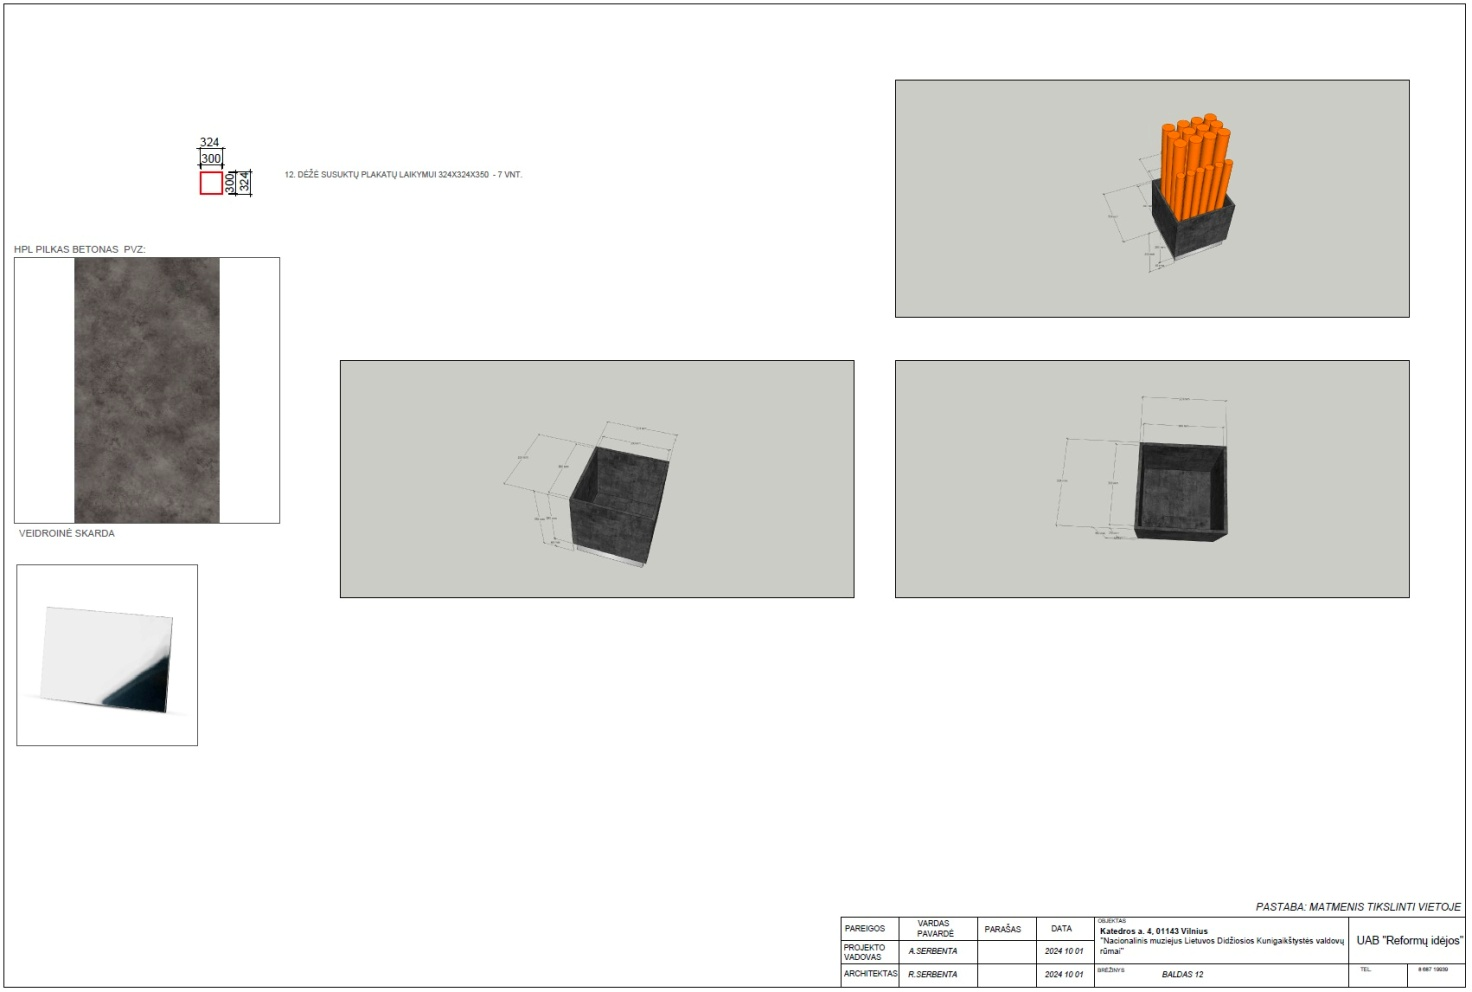 324
300
300
324
12. DĖŽĖ SUSUKTŲ PLAKATŲ LAIKYMUI 324X324X350 - 7 VNT.
HPL PILKAS BETONAS PVZ:
VEIDROINĖ SKARDA
PASTABA: MATMENIS TIKSLINTI VIETOJE
PAREIGOS
VARDAS
PAVARDĖ
PARAŠAS
DATA
OBJEKTAS
Katedros a. 4, 01143 Vilnius
"Nacionalinis muziejus Lietuvos Didžiosios Kunigaikštystės valdovų
rūmai"
UAB "Reformų idėjos"
PROJEKTO
VADOVAS
A.SERBENTA
2024 10 01
ARCHITEKTAS
R.SERBENTA
2024 10 01
BRĖŽINYS
BALDAS 12
TEL.